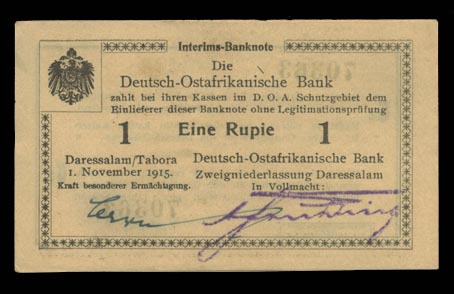 Interims-Banknote
Die
Deutsch-Ostafrikanische Bank
zahlt bei ihren Kassen im D. O. A. Schutzgebiet dem
Einlieferer dieser Banknote ohne Legitimationsprüfung
1 Eine Rupie 1
Daressalam/Tabora
1. November 1915.
Kraft besonderer Ermächtigung.
Deutsch-Ostafrikanische Bank
Zweigniederlassung Daressalam
In Vollmacht: